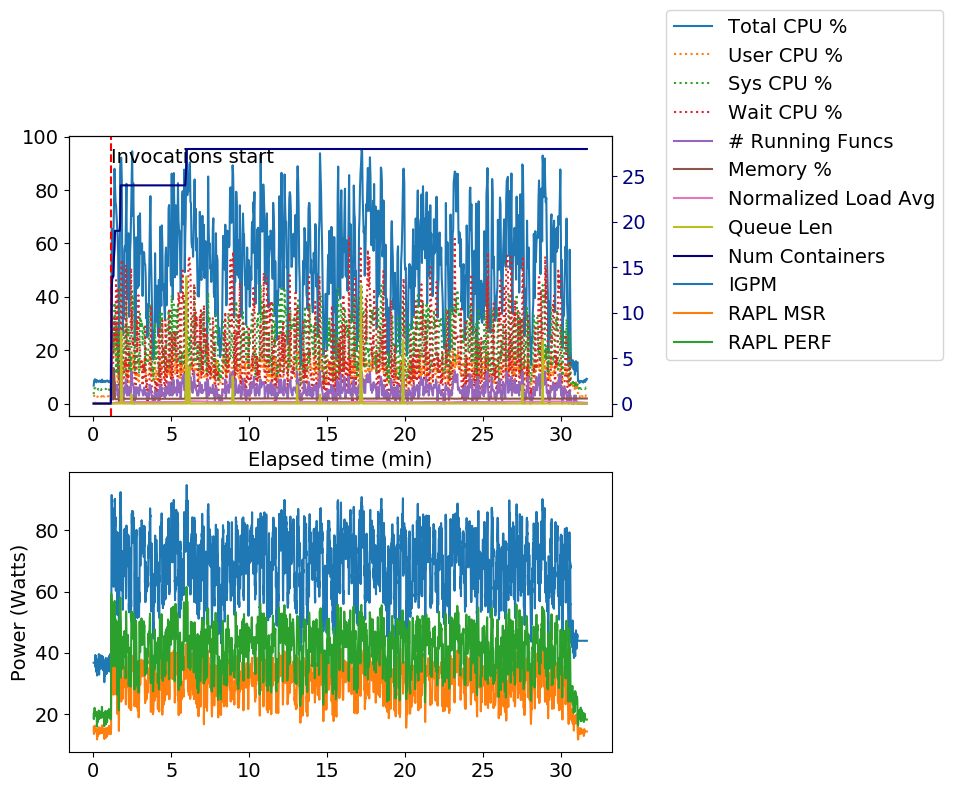 Total CPU %
User CPU %
Sys CPU %
Wait CPU %
# Running Funcs
Memory %
Normalized Load Avg
Queue Len
Num Containers
IGPM
RAPL MSR
RAPL PERF
Invocations start
100
80
60
40
20
0
25
20
15
10
5
0
0 5 10 15 20 25 30
Elapsed time (min)
Power (Watts)
80
60
40
20
0 5 10 15 20 25 30